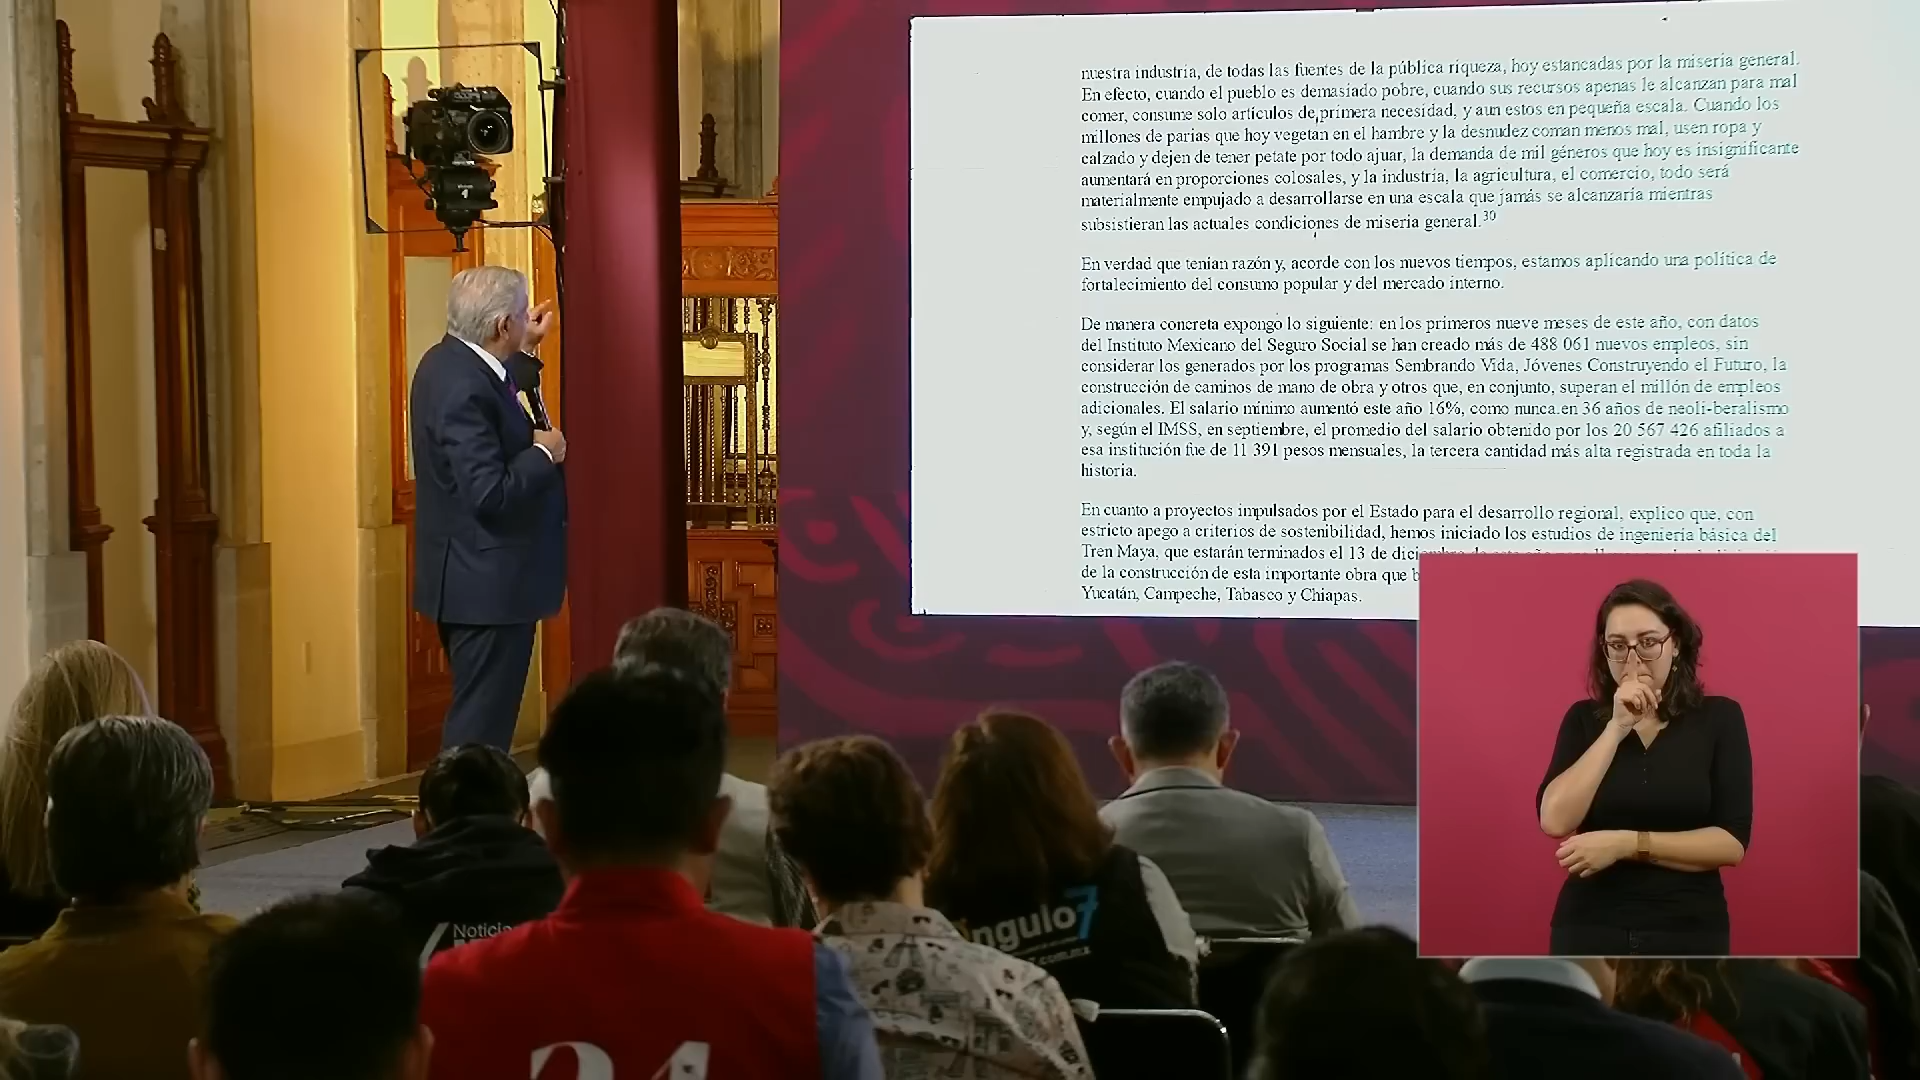 nuestra industria, de todas las fuentes de la pública riqueza, hoy estancadas por la miseria general.
En efecto, cuando el pueblo es demasiado pobre, cuando sus recursos apenas le alcanzan para mal
comer, consume solo artículos de primera necesidad, y aun estos en pequeña escala. Cuando los
millones de parias que hoy vegetan en el hambre y la desnudez coman menos mal, usen ropa y
calzado y dejen de tener petate por todo ajuar, la demanda de mil géneros que hoy es insignificante
aumentará en proporciones colosales, y la industria, la agricultura, el comercio, todo será
materialmente empujado a desarrollarse en una escala que jamás se alcanzaría mientras
subsistieran las actuales condiciones de miseria general.30
En verdad que tenían razón y, acorde con los nuevos tiempos, estamos aplicando una política de
fortalecimiento del consumo popular y del mercado interno.
De manera concreta expongo lo siguiente: en los primeros nueve meses de este año, con datos
del Instituto Mexicano del Seguro Social se han creado más de 488 061 nuevos empleos, sin
considerar los generados por los programas Sembrando Vida, Jóvenes Construyendo el Futuro, la
construcción de caminos de mano de obra y otros que, en conjunto, superan el millón de empleos
adicionales. El salario mínimo aumentó este año 16%, como nunca en 36 años de neoli-beralismo
y, según el IMSS, en septiembre, el promedio del salario obtenido por los 20 567 426 afiliados a
esa institución fue de 11 391 pesos mensuales, la tercera cantidad más alta registrada en toda la
historia.
En cuanto a proyectos impulsados por el Estado para el desarrollo regional, explico que, con
estricto apego a criterios de sostenibilidad, hemos iniciado los estudios de ingeniería básica del
Tren Maya, que estarán terminados el 13 de
de la construcción de esta importante obra que
Yucatán, Campeche, Tabasco y Chiapas.
Noticias
ngulo7
.com.mx
24